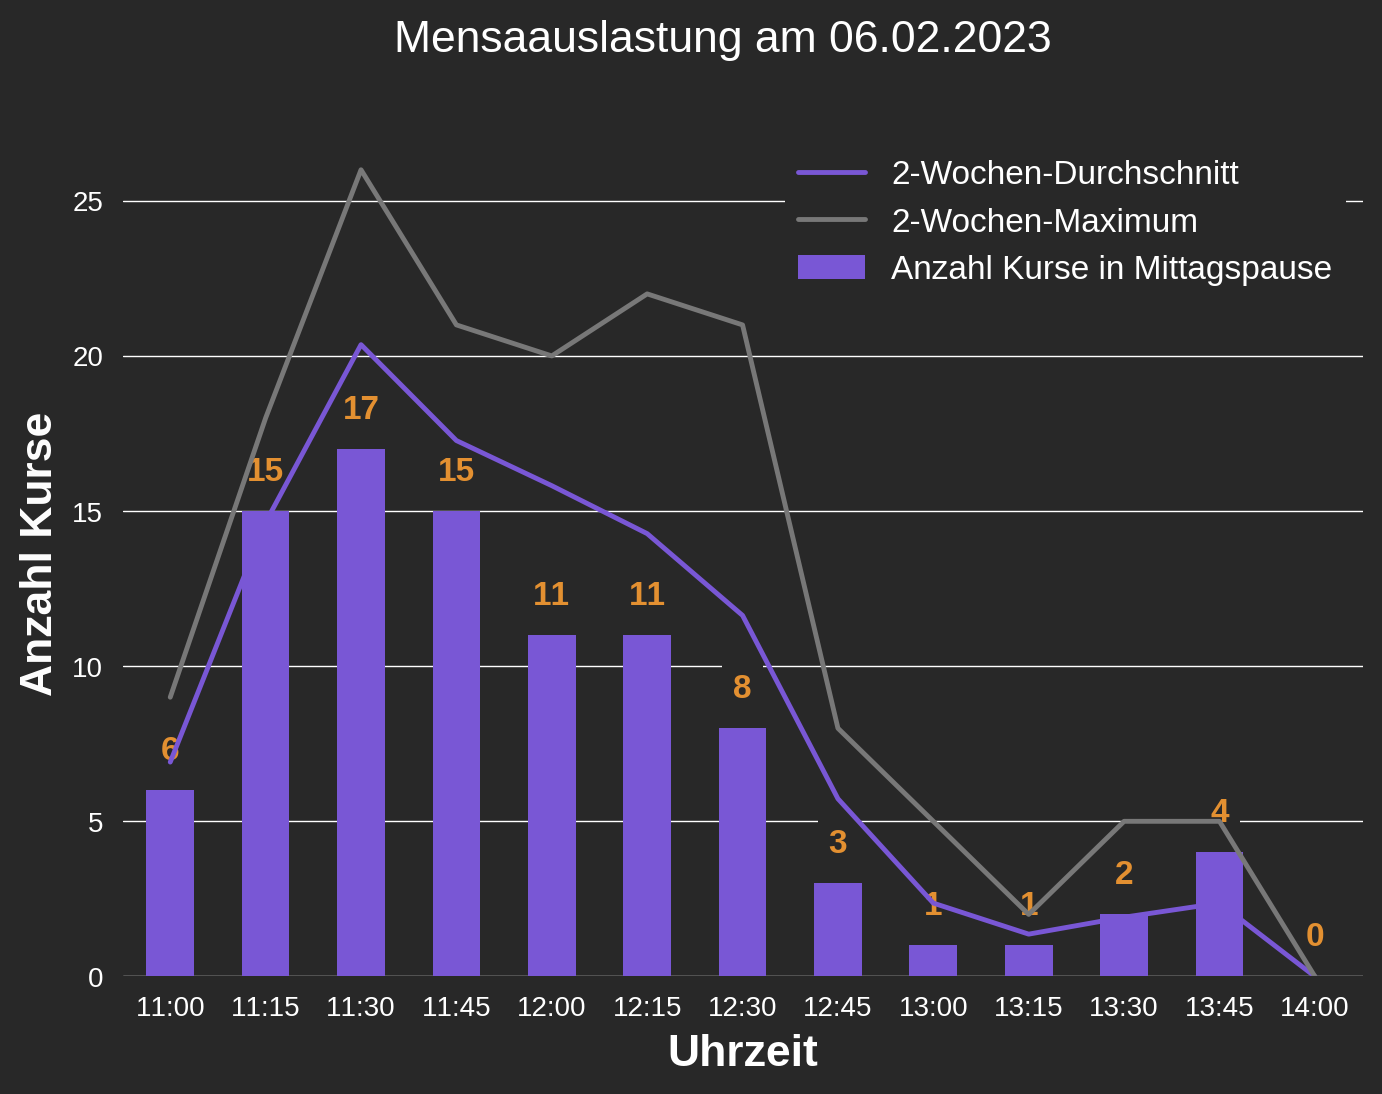 Mensaauslastung am 06.02.2023
2-Wochen-Durchschnitt
2-Wochen-Maximum
Anzahl Kurse in Mittagspause
Anzahl Kurse
25
20
15
10
5
0
6
15
17
15
11
11
8
3
1
1
2
4
0
11:00 11:15 11:30 11:45 12:00 12:15 12:30 12:45 13:00 13:15 13:30 13:45 14:00
Uhrzeit